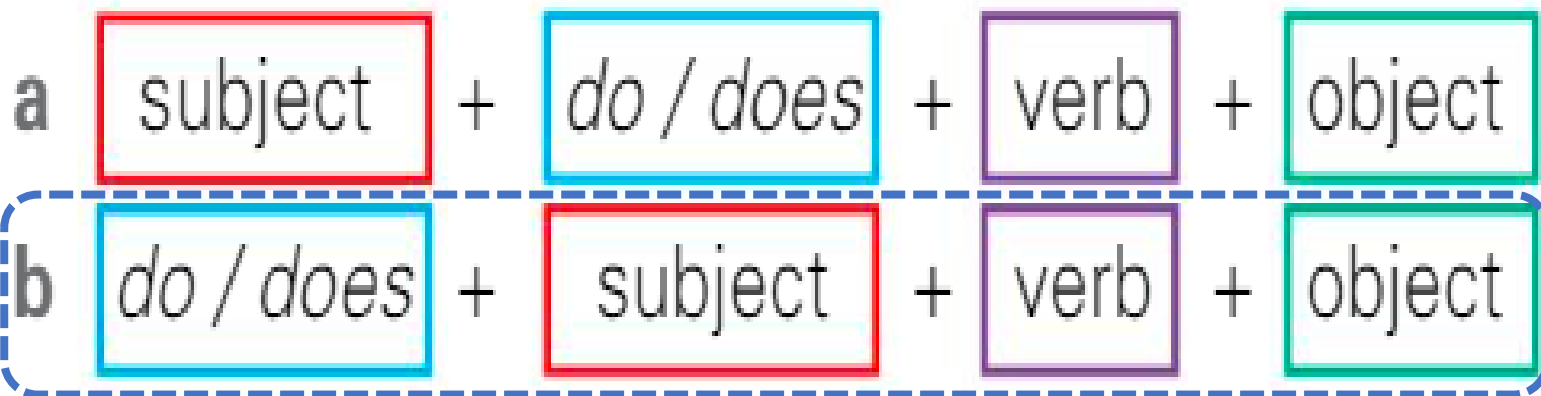 a subject + do / does + verb + object
b do / does + subject + verb + object